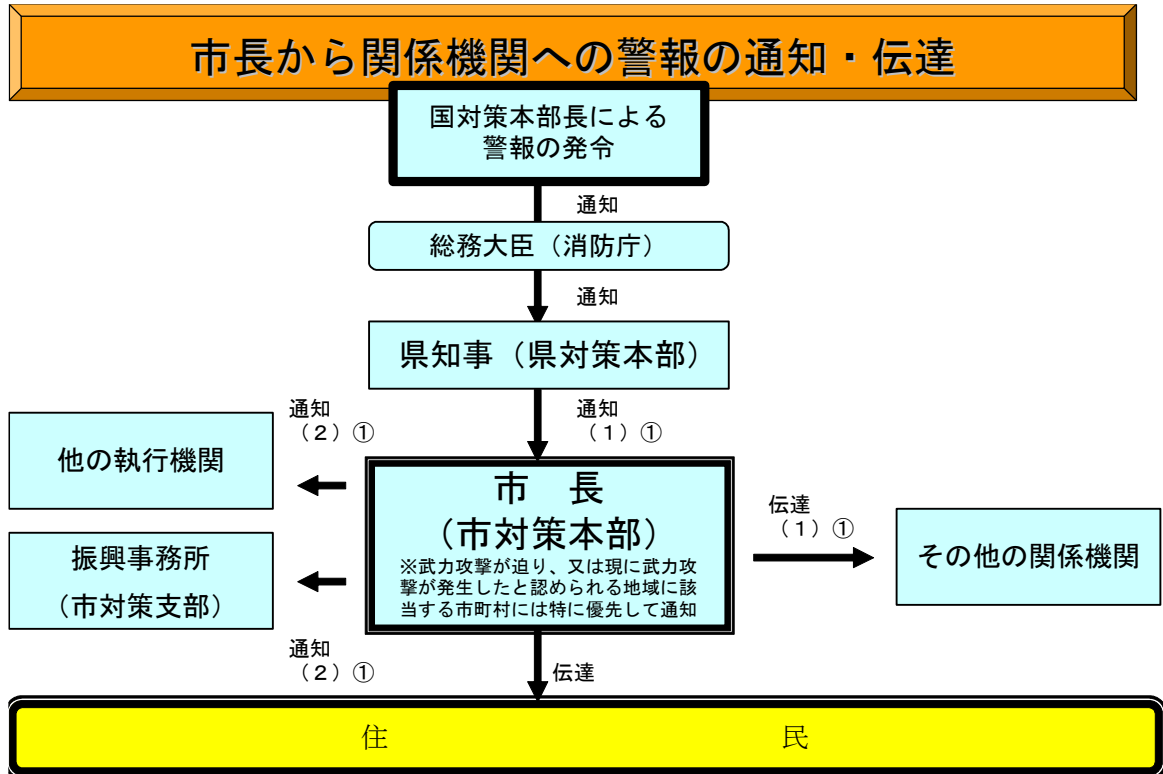 市長から関係機関への警報の通知・伝達
国対策本部長による
警報の発令
通知
総務大臣（消防庁）
通知
県知事（県対策本部）
通知
（２）①
通知
（１）①
他の執行機関
市　長
（市対策本部）
※武力攻撃が迫り、又は現に武力攻
撃が発生したと認められる地域に該
当する市町村には特に優先して通知
伝達
（１）①
その他の関係機関
振興事務所
（市対策支部）
通知
（２）①
伝達
住　民